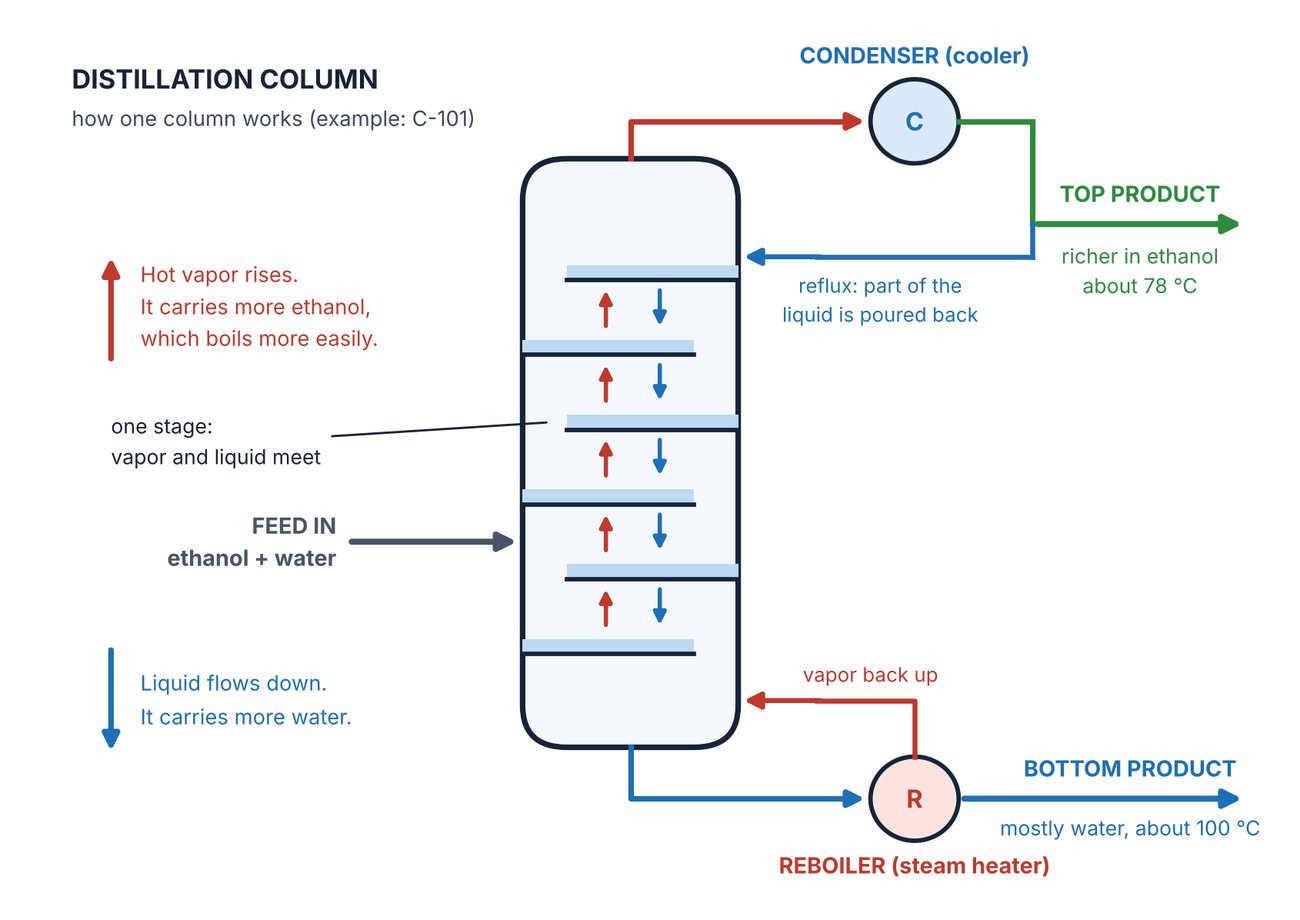 DISTILLATION COLUMN
how one column works (example: C-101)
CONDENSER (cooler)
C
TOP PRODUCT
richer in ethanol
about 78 °C
reflux: part of the
liquid is poured back
Hot vapor rises.
It carries more ethanol,
which boils more easily.
one stage:
vapor and liquid meet
FEED IN
ethanol + water
Liquid flows down.
It carries more water.
vapor back up
R
BOTTOM PRODUCT
mostly water, about 100 °C
REBOILER (steam heater)